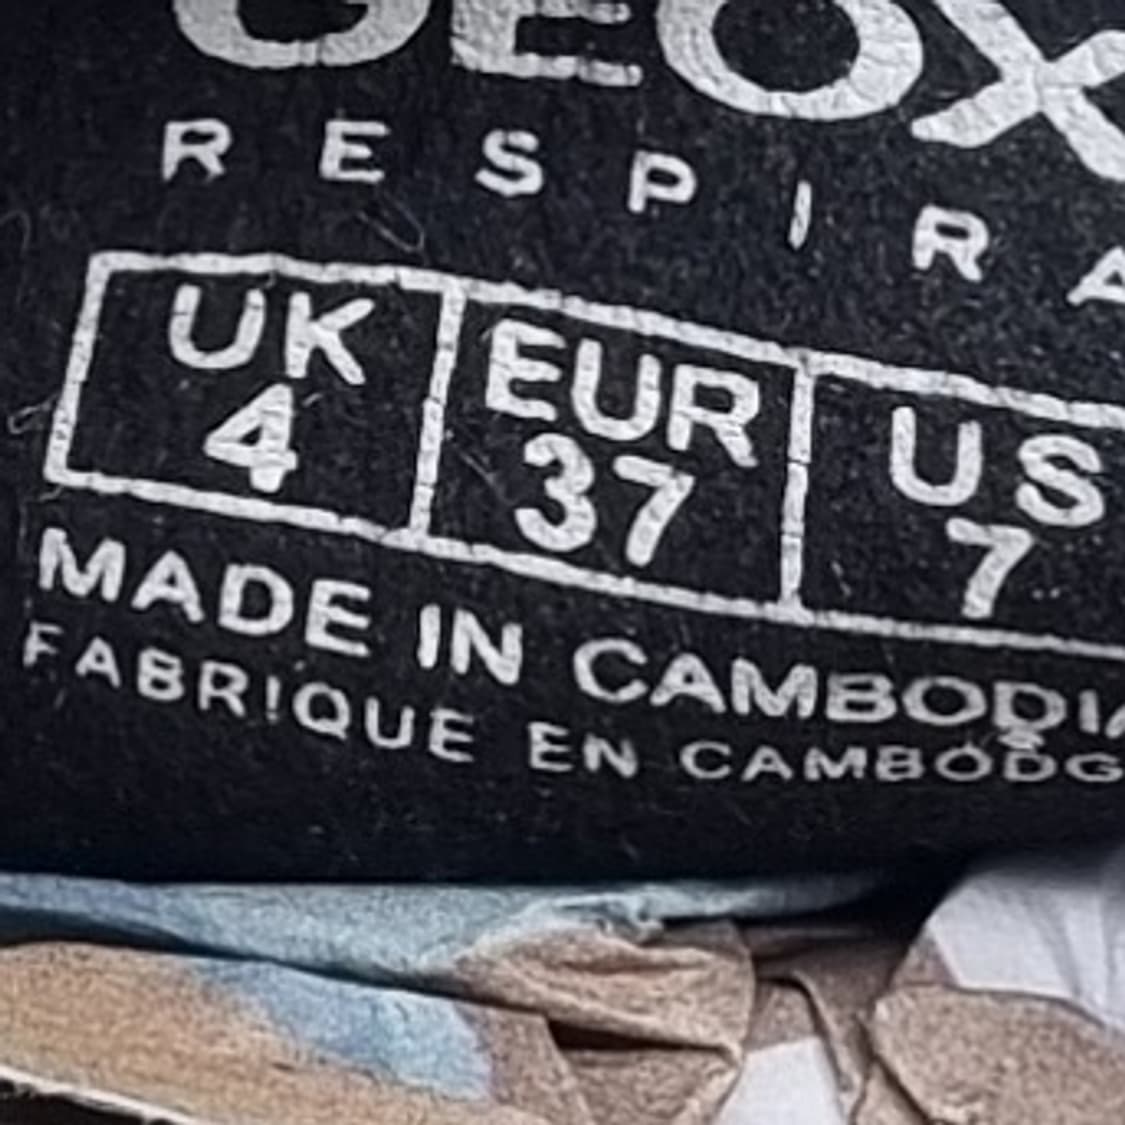 GEOX
RESPIRA
UK EUR US
4 37 7
MADE IN CAMBODIA
FABRIQUE EN CAMBODG